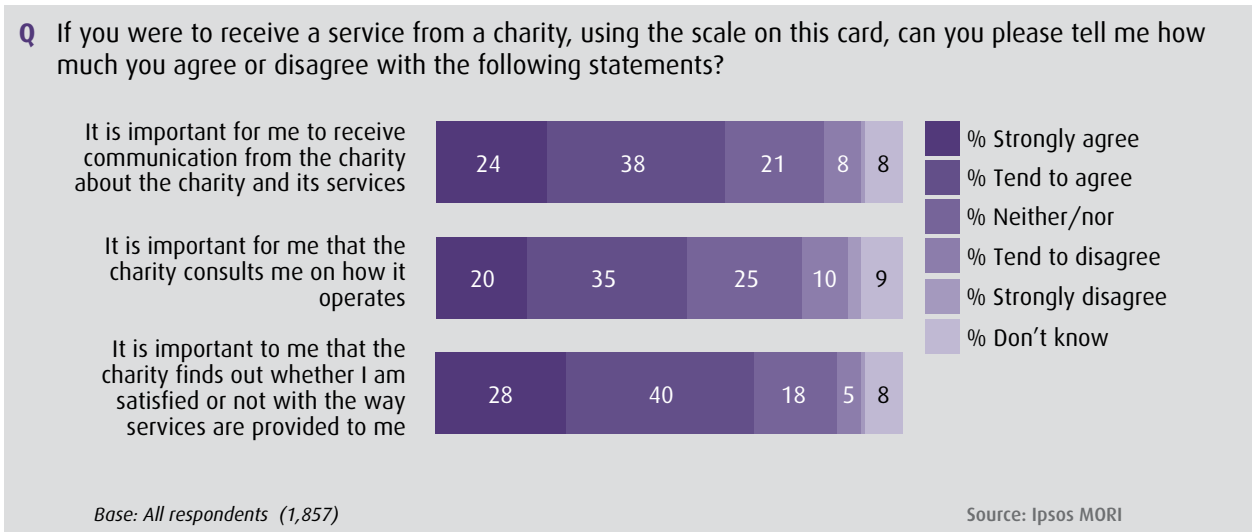 Q If you were to receive a service from a charity, using the scale on this card, can you please tell me how
much you agree or disagree with the following statements?
It is important for me to receive
communication from the charity
about the charity and its services
24 38 21 8 8
It is important for me that the
charity consults me on how it
operates
20 35 25 10 9
It is important to me that the
charity finds out whether I am
satisfied or not with the way
services are provided to me
28 40 18 5 8
% Strongly agree
% Tend to agree
% Neither/nor
% Tend to disagree
% Strongly disagree
% Don't know
Base: All respondents (1,857)
Source: Ipsos MORI